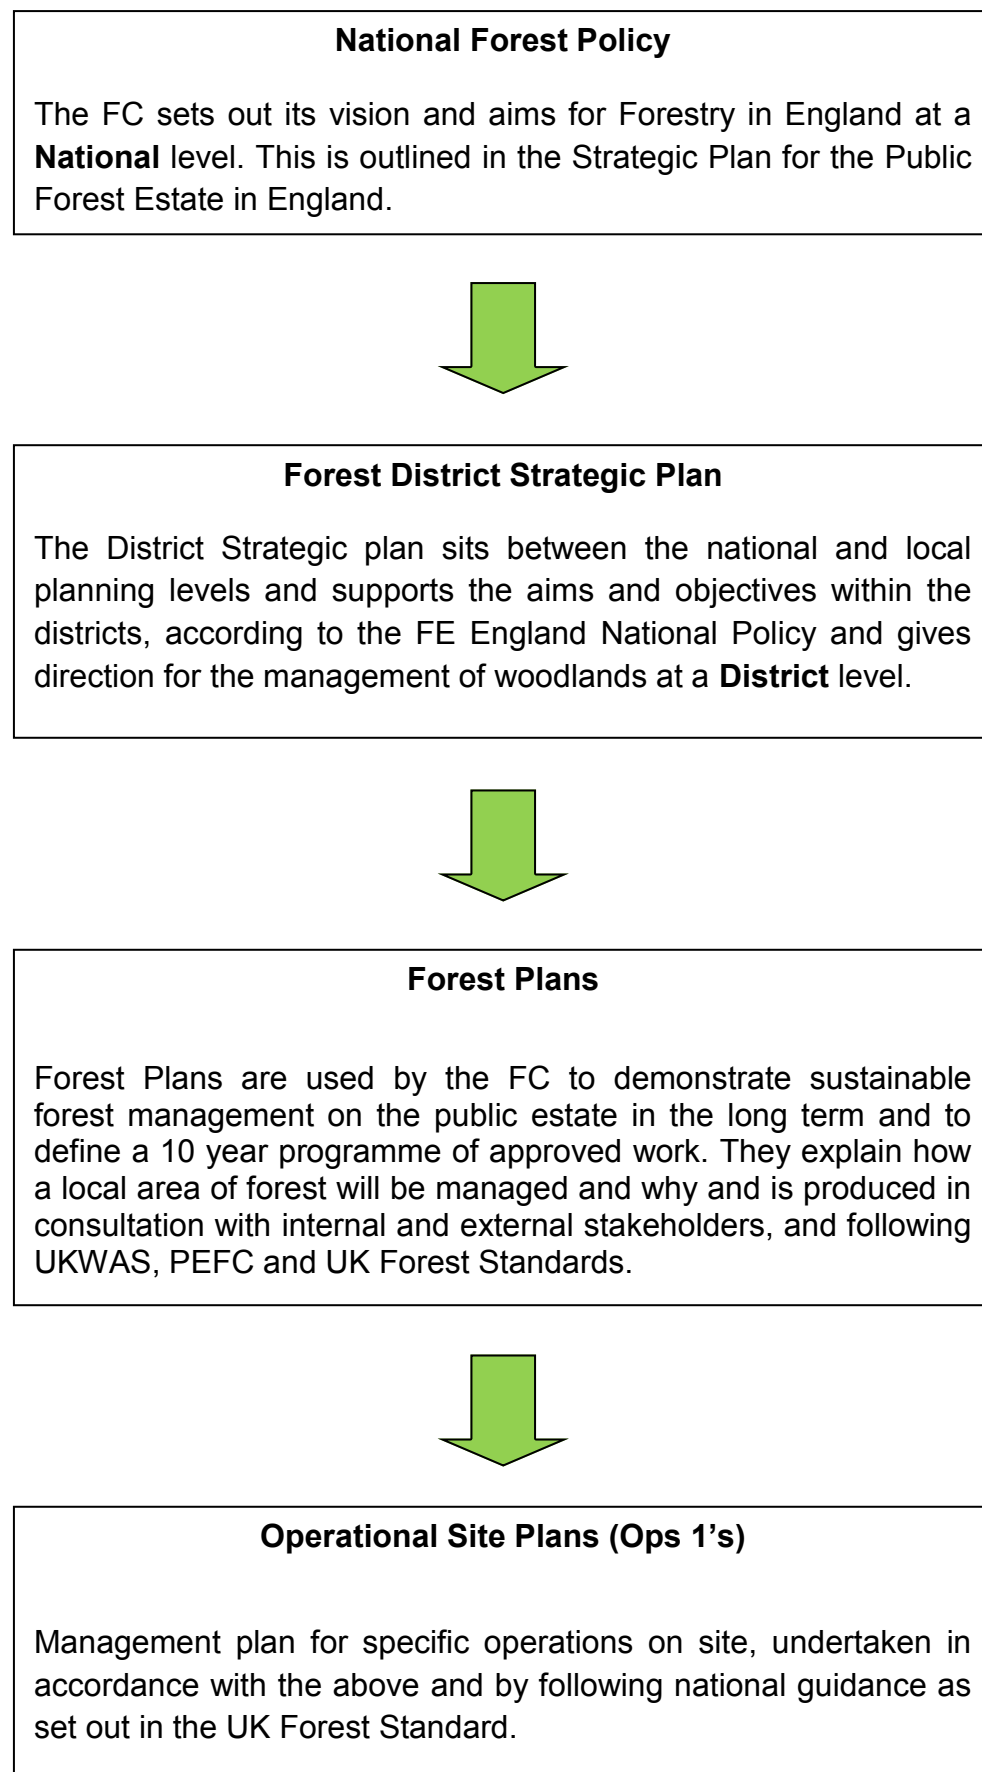 National Forest Policy
The FC sets out its vision and aims for Forestry in England at a
National level. This is outlined in the Strategic Plan for the Public
Forest Estate in England.
Forest District Strategic Plan
The District Strategic plan sits between the national and local
planning levels and supports the aims and objectives within the
districts, according to the FE England National Policy and gives
direction for the management of woodlands at a District level.
Forest Plans
Forest Plans are used by the FC to demonstrate sustainable
forest management on the public estate in the long term and to
define a 10 year programme of approved work. They explain how
a local area of forest will be managed and why and is produced in
consultation with internal and external stakeholders, and following
UKWAS, PEFC and UK Forest Standards.
Operational Site Plans (Ops 1’s)
Management plan for specific operations on site, undertaken in
accordance with the above and by following national guidance as
set out in the UK Forest Standard.